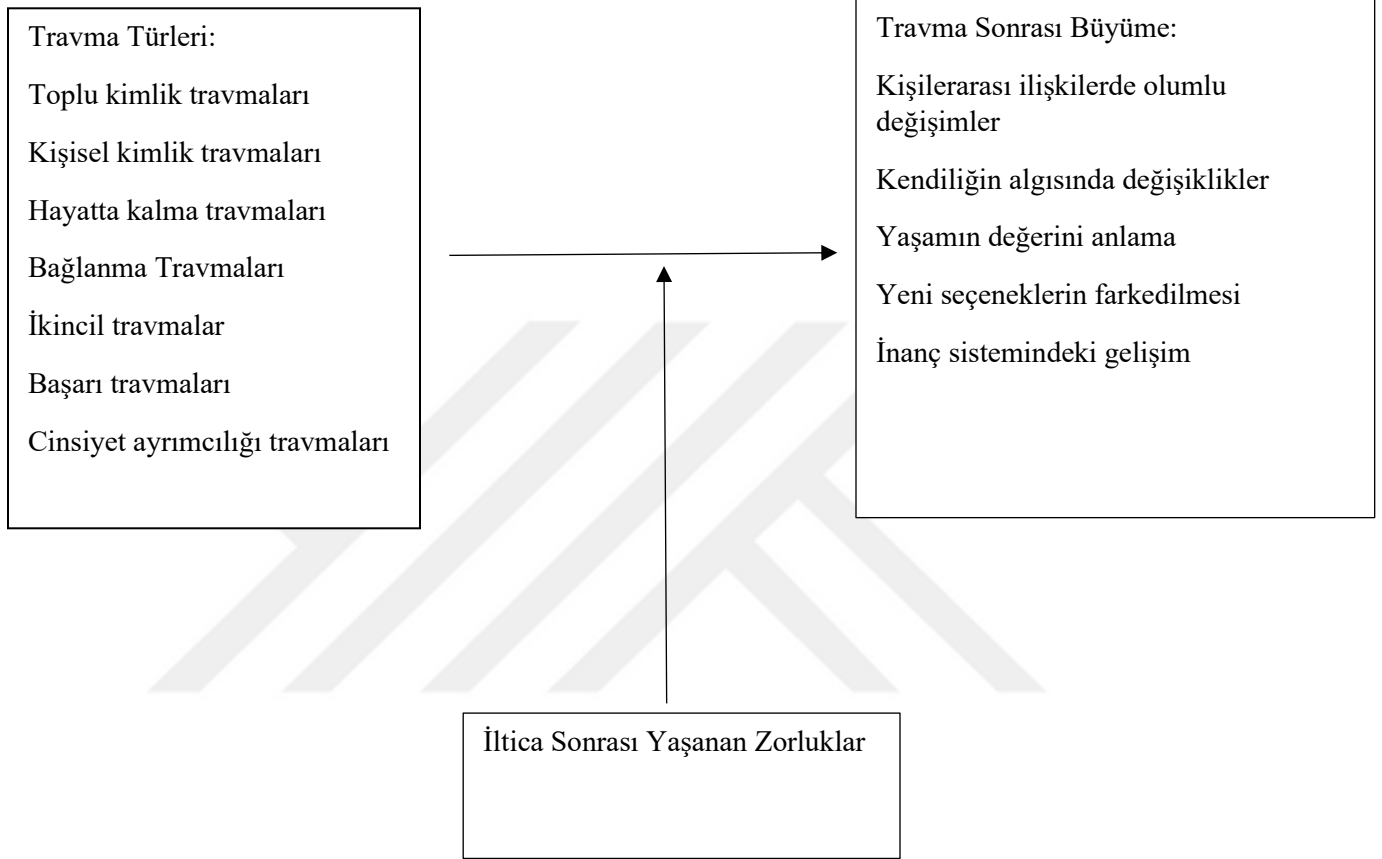 Travma Türleri:
Toplu kimlik travmaları
Kişisel kimlik travmaları
Hayatta kalma travmaları
Bağlanma Travmaları
İkincil travmalar
Başarı travmaları
Cinsiyet ayrımcılığı travmaları
Travma Sonrası Büyüme:
Kişilerarası ilişkilerde olumlu
değişimler
Kendiliğin algısında değişiklikler
Yaşamın değerini anlama
Yeni seçeneklerin farkedilmesi
İnanç sistemindeki gelişim
İltica Sonrası Yaşanan Zorluklar